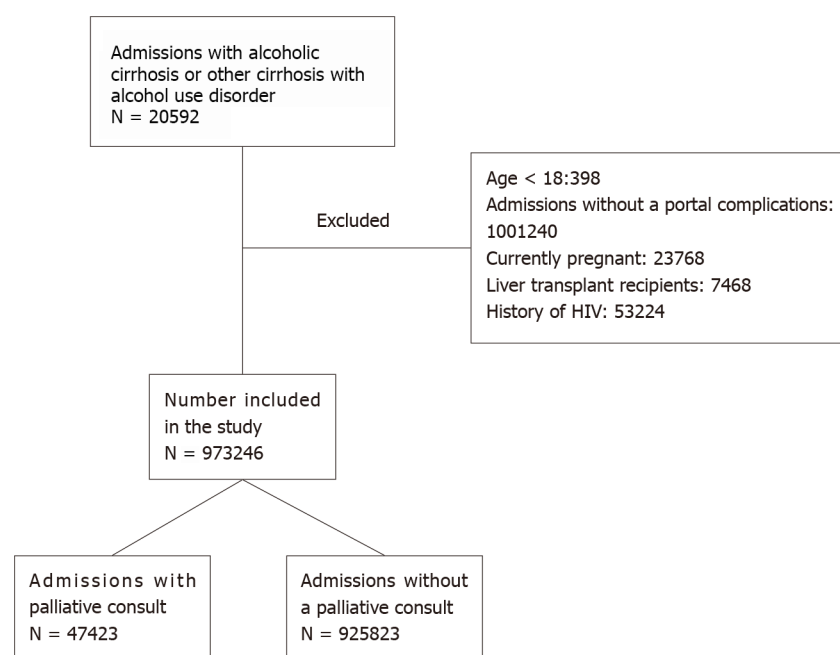 Admissions with alcoholic
cirrhosis or other cirrhosis with
alcohol use disorder
N = 20592
Excluded
Age < 18:398
Admissions without a portal complications:
1001240
Currently pregnant: 23768
Liver transplant recipients: 7468
History of HIV: 53224
Number included
in the study
N = 973246
Admissions with
palliative consult
N = 47423
Admissions without
a palliative consult
N = 925823